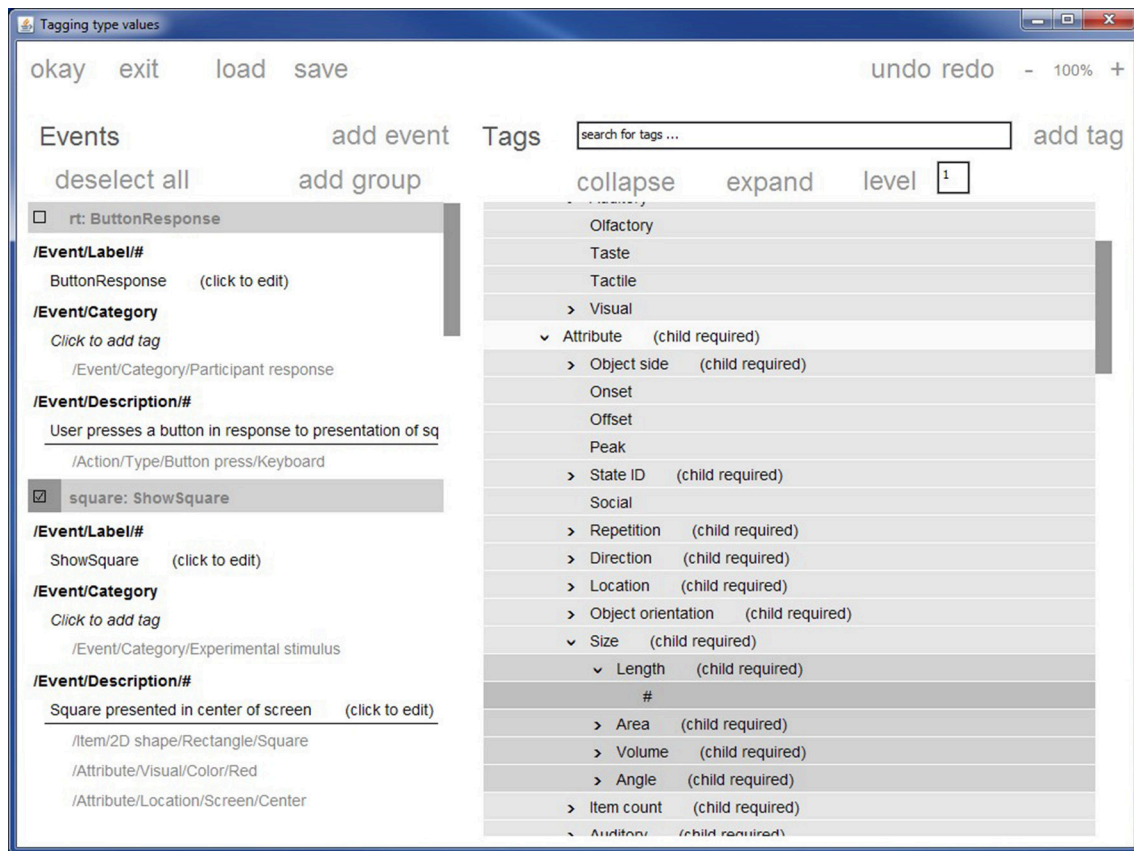 Tagging type values
okay exit load save undo redo - 100% +
Events add event Tags search for tags ... add tag
deselect all add group collapse expand level 1
rt: ButtonResponse
/Event/Label/#
ButtonResponse (click to edit)
/Event/Category
Click to add tag
/Event/Category/Participant response
/Event/Description/#
User presses a button in response to presentation of sq
/Action/Type/Button press/Keyboard
square: ShowSquare
/Event/Label/#
ShowSquare (click to edit)
/Event/Category
Click to add tag
/Event/Category/Experimental stimulus
/Event/Description/#
Square presented in center of screen (click to edit)
/Item/2D shape/Rectangle/Square
/Attribute/Visual/Color/Red
/Attribute/Location/Screen/Center
Auditory
Olfactory
Taste
Tactile
Visual
Attribute (child required)
Object side (child required)
Onset
Offset
Peak
State ID (child required)
Social
Repetition (child required)
Direction (child required)
Location (child required)
Object orientation (child required)
Size (child required)
Length (child required)
#
Area (child required)
Volume (child required)
Angle (child required)
Item count (child required)
Auditory (child required)